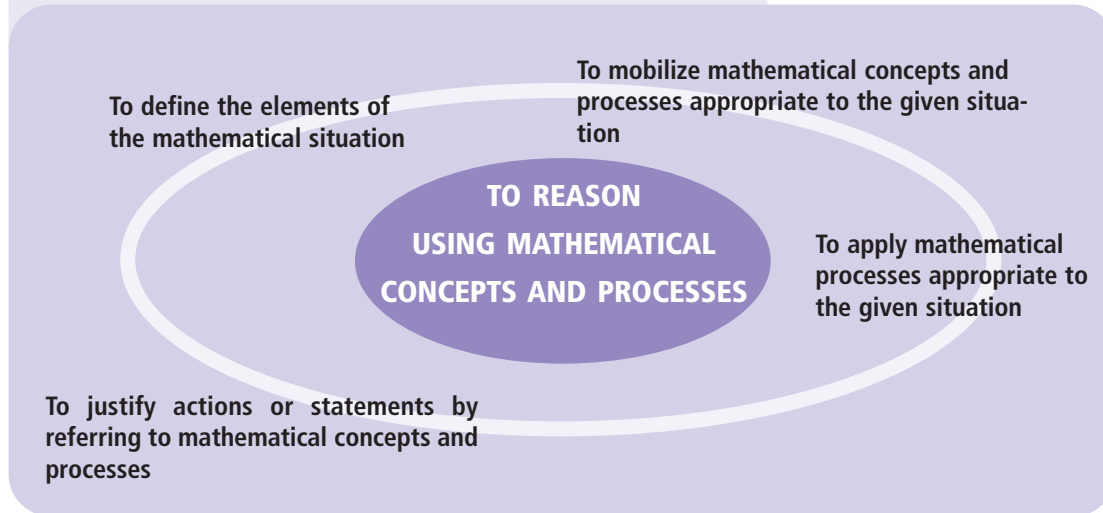 To define the elements of
the mathematical situation
To mobilize mathematical concepts and
processes appropriate to the given situa-
tion
TO REASON
USING MATHEMATICAL
CONCEPTS AND PROCESSES
To apply mathematical
processes appropriate to
the given situation
To justify actions or statements by
referring to mathematical concepts and
processes